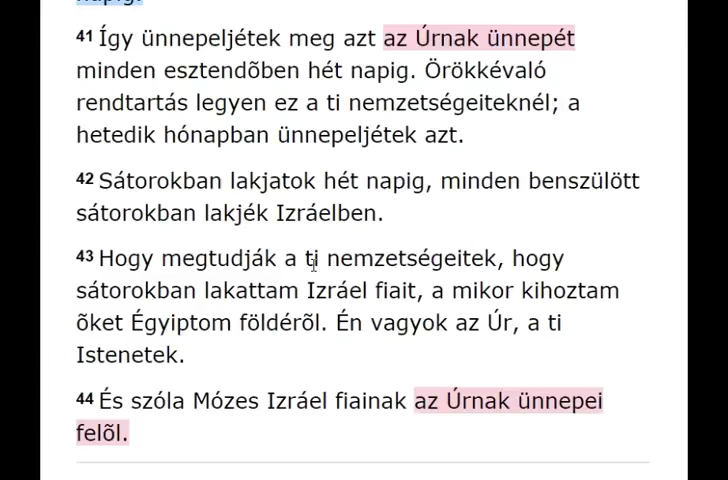 napig.
41 Így ünnepeljétek meg azt az Úrnak ünnepét
minden esztendõben hét napig. Örökkévaló
rendtartás legyen ez a ti nemzetségeiteknél; a
hetedik hónapban ünnepeljétek azt.
42 Sátorokban lakjatok hét napig, minden benszülött
sátorokban lakjék Izráelben.
43 Hogy megtudják a ti nemzetségeitek, hogy
sátorokban lakattam Izráel fiait, a mikor kihoztam
õket Égyiptom földérõl. Én vagyok az Úr, a ti
Istenetek.
44 És szóla Mózes Izráel fiainak az Úrnak ünnepei
felõl.